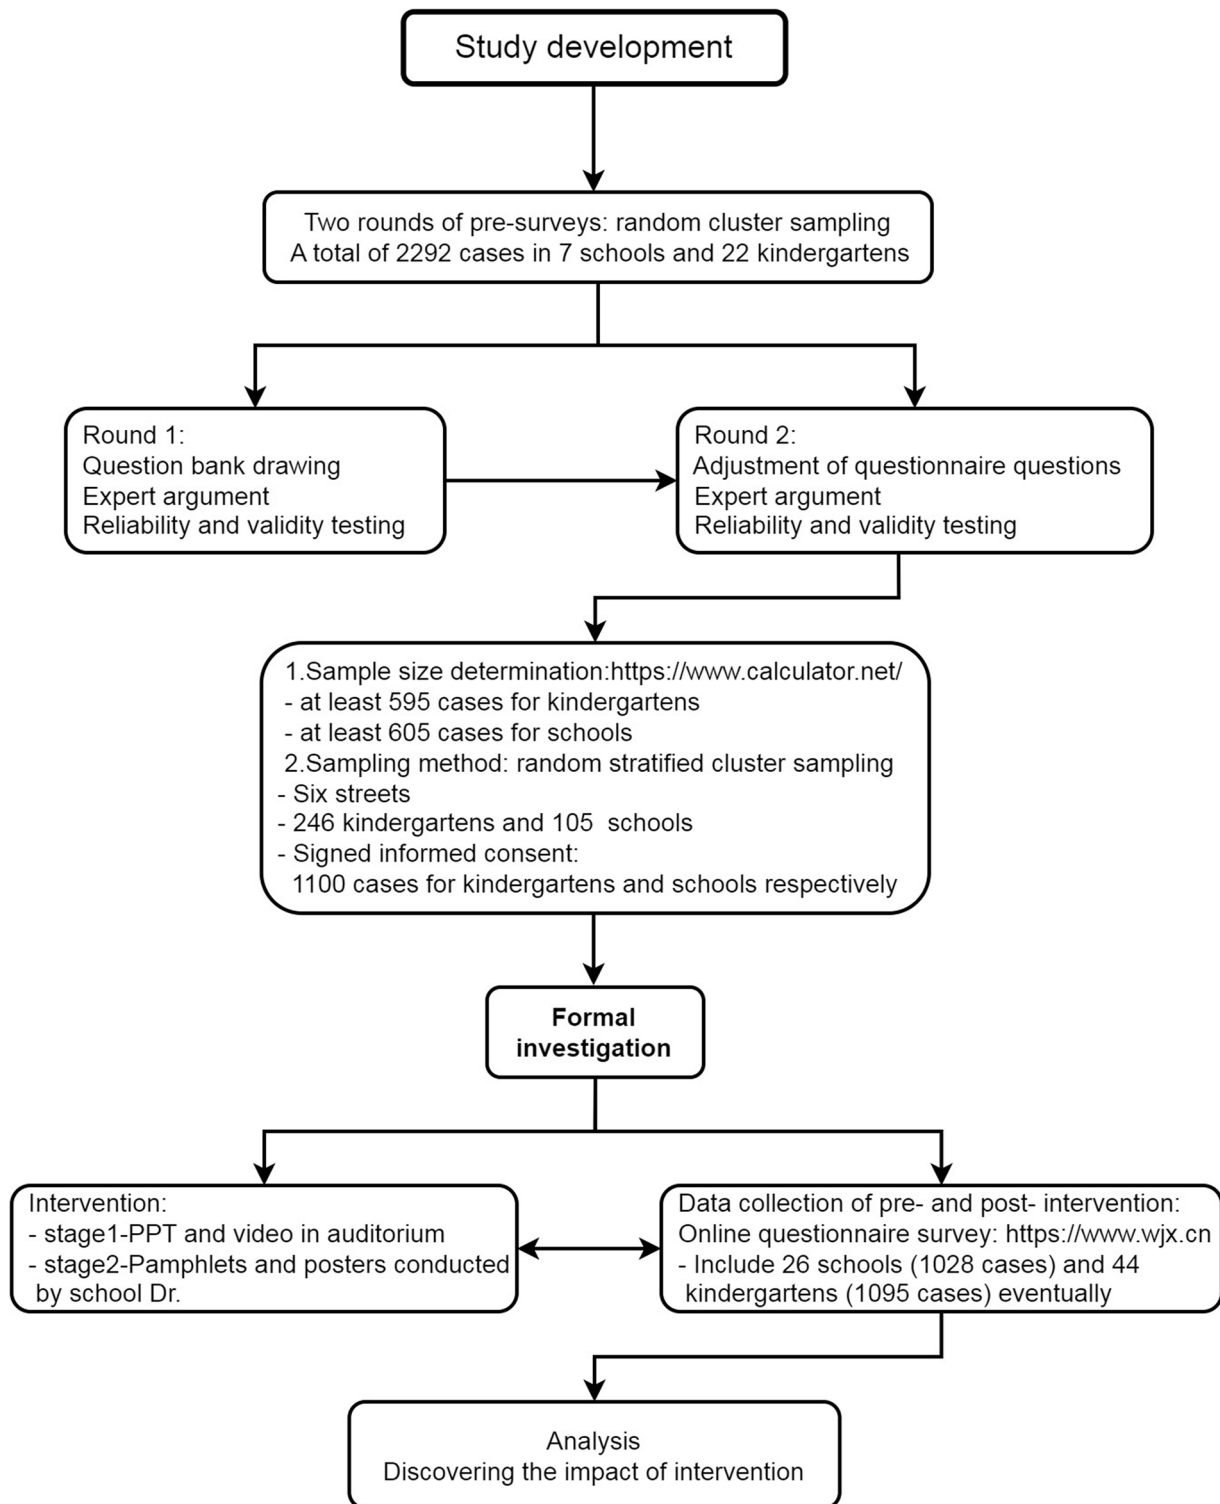 Study development
Two rounds of pre-surveys: random cluster sampling
A total of 2292 cases in 7 schools and 22 kindergartens
Round 1:
Question bank drawing
Expert argument
Reliability and validity testing
Round 2:
Adjustment of questionnaire questions
Expert argument
Reliability and validity testing
1.Sample size determination:https://www.calculator.net/
- at least 595 cases for kindergartens
- at least 605 cases for schools
2.Sampling method: random stratified cluster sampling
- Six streets
- 246 kindergartens and 105 schools
- Signed informed consent:
1100 cases for kindergartens and schools respectively
Formal
investigation
Intervention:
- stage1-PPT and video in auditorium
- stage2-Pamphlets and posters conducted
by school Dr.
Data collection of pre- and post- intervention:
Online questionnaire survey: https://www.wjx.cn
- Include 26 schools (1028 cases) and 44
kindergartens (1095 cases) eventually
Analysis
Discovering the impact of intervention